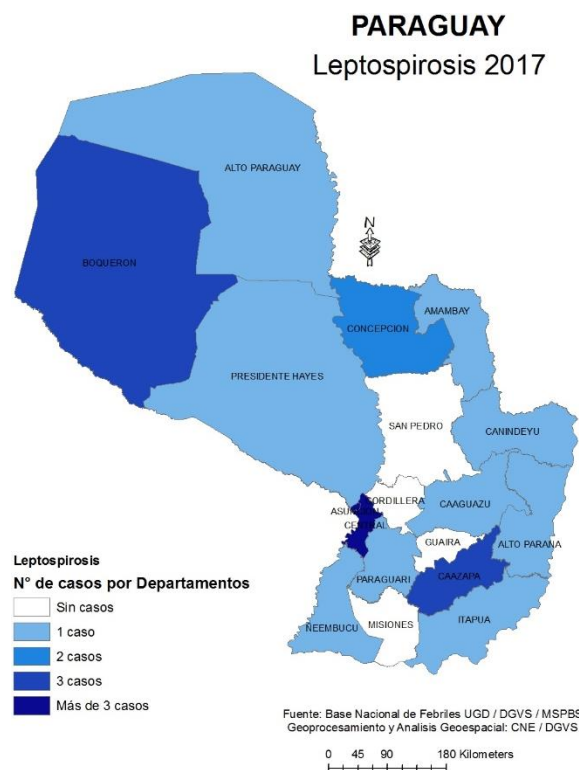 PARAGUAY
Leptospirosis 2017
ALTO PARAGUAY
N
BOQUERON
AMAMBAY
CONCEPCION
PRESIDENTE HAYES
SAN PEDRO
CANINDEYU
CORDILLERA
CAAGUAZU
ASUNCION
CENTRAL
GUAIRA
ALTO PARANA
PARAGUARI
CAAZAPA
ÑEEMBUCU
MISIONES
ITAPUA
Leptospirosis
N° de casos por Departamentos
Sin casos
1 caso
2 casos
3 casos
Más de 3 casos
Fuente: Base Nacional de Febriles UGD / DGVS / MSPBS
Geoprocesamiento y Analisis Geoespacial: CNE / DGVS
0 45 90 180 Kilometers